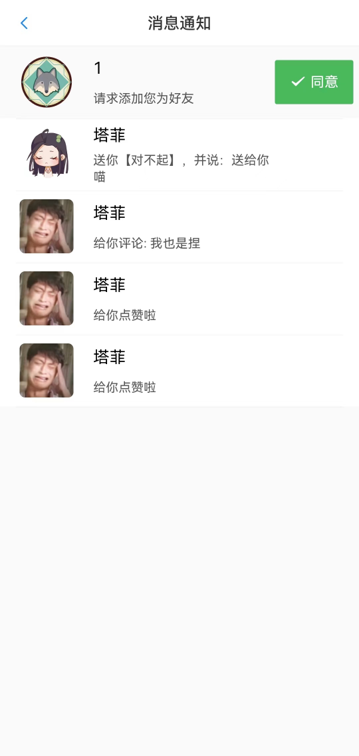 消息通知
1
请求添加您为好友
同意
塔菲
送你【对不起】，并说：送给你
喵
塔菲
给你评论: 我也是捏
塔菲
给你点赞啦
塔菲
给你点赞啦